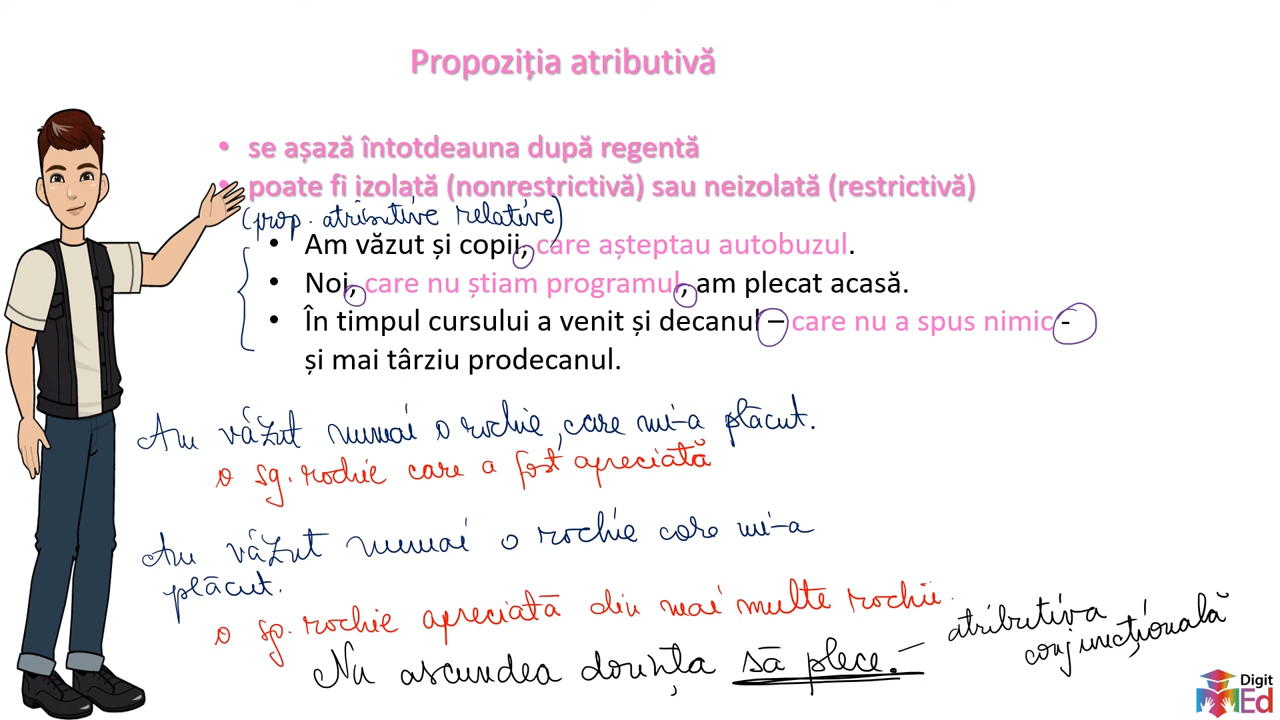 Propoziția atributivă
• se așază întotdeauna după regentă
• poate fi izolată (nonrestrictivă) sau neizolată (restrictivă)
(prop. atributive relative)
• Am văzut și copii, care așteptau autobuzul.
• Noi, care nu știam programul, am plecat acasă.
• În timpul cursului a venit și decanul – care nu a spus nimic -
și mai târziu prodecanul.
Am văzut numai o rochie, care mi-a plăcut.
o sg. rochie care a fost apreciată
Am văzut numai o rochie care mi-a
plăcut.
o sg. rochie apreciată din mai multe rochii.
Nu ascundea dorința să plece. – atributiva
conjuncțională
Digit
Ed